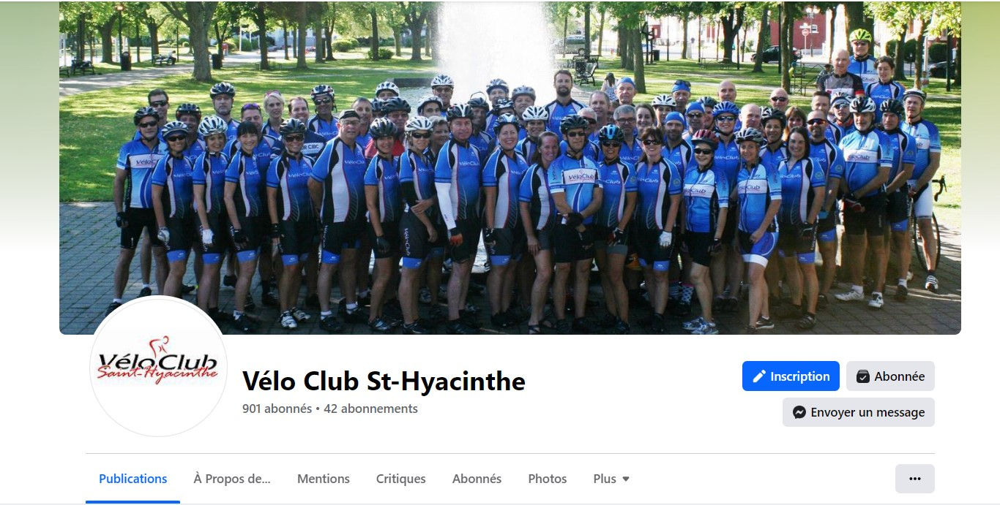 VéloClub
Saint-Hyacinthe
Vélo Club St-Hyacinthe
901 abonnés • 42 abonnements
Inscription
Abonnée
Envoyer un message
Publications
À Propos de...
Mentions
Critiques
Abonnés
Photos
Plus